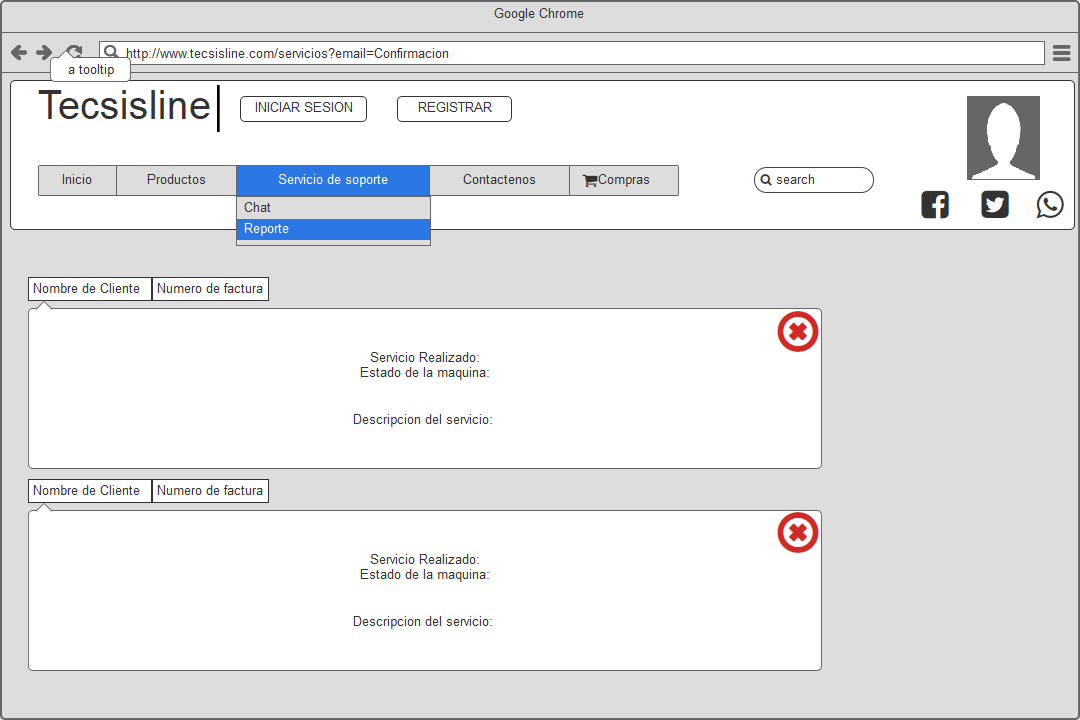 Google Chrome
http://www.tecsisline.com/servicios?email=Confirmacion
a tooltip
Tecsisline
INICIAR SESION
REGISTRAR
Inicio
Productos
Servicio de soporte
Contactenos
Compras
search
Chat
Reporte
Nombre de Cliente
Numero de factura
Servicio Realizado:
Estado de la maquina:
Descripcion del servicio:
Nombre de Cliente
Numero de factura
Servicio Realizado:
Estado de la maquina:
Descripcion del servicio: